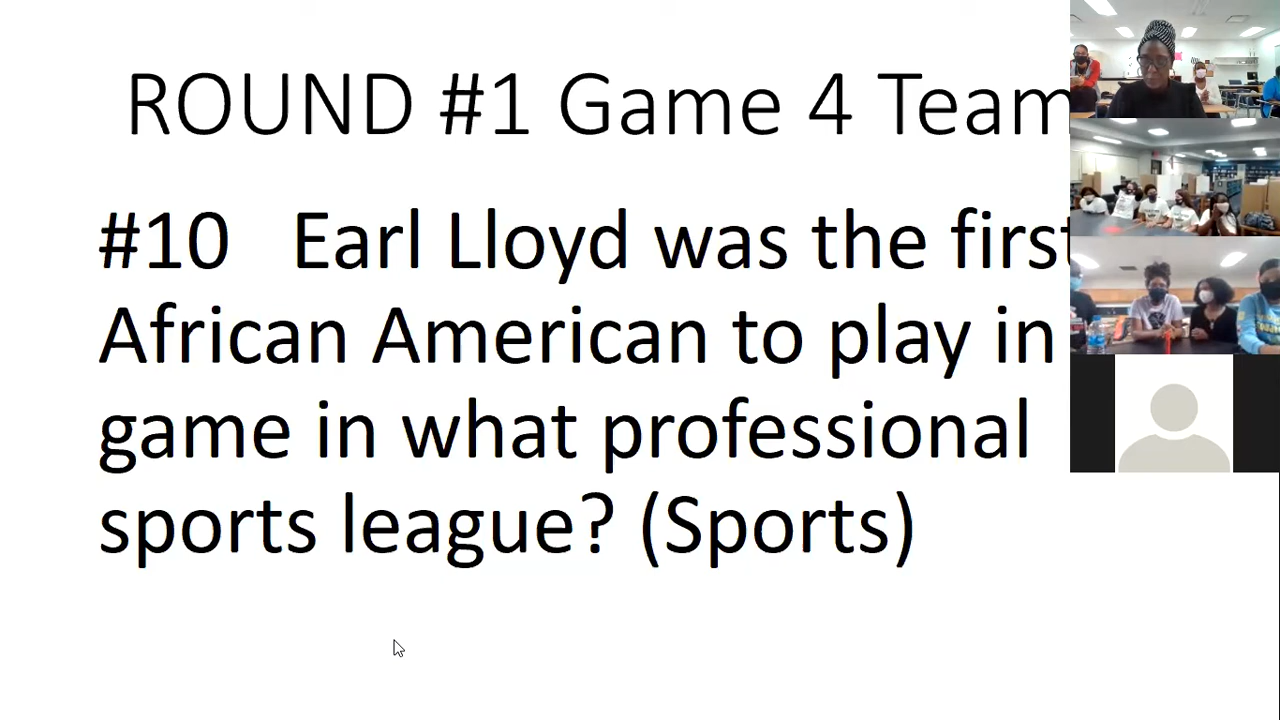 ROUND #1 Game 4 Team
#10 Earl Lloyd was the first
African American to play in
game in what professional
sports league? (Sports)